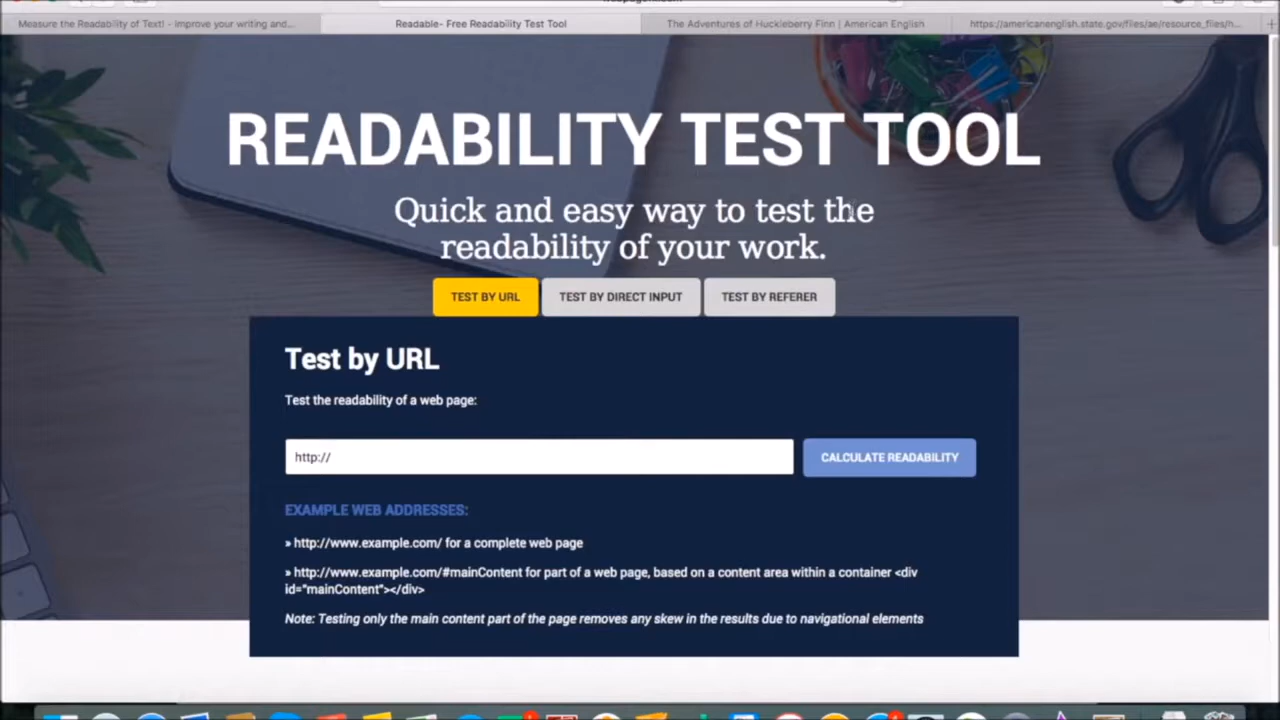 Measure the Readability of Text! - Improve your writing and...
Readable- Free Readability Test Tool
The Adventures of Huckleberry Finn | American English
https://americanenglish.state.gov/files/ae/resource_files/h...
READABILITY TEST TOOL
Quick and easy way to test the
readability of your work.
TEST BY URL
TEST BY DIRECT INPUT
TEST BY REFERER
Test by URL
Test the readability of a web page:
http://
CALCULATE READABILITY
EXAMPLE WEB ADDRESSES:
» http://www.example.com/ for a complete web page
» http://www.example.com/#mainContent for part of a web page, based on a content area within a container <div
id="mainContent"></div>
Note: Testing only the main content part of the page removes any skew in the results due to navigational elements